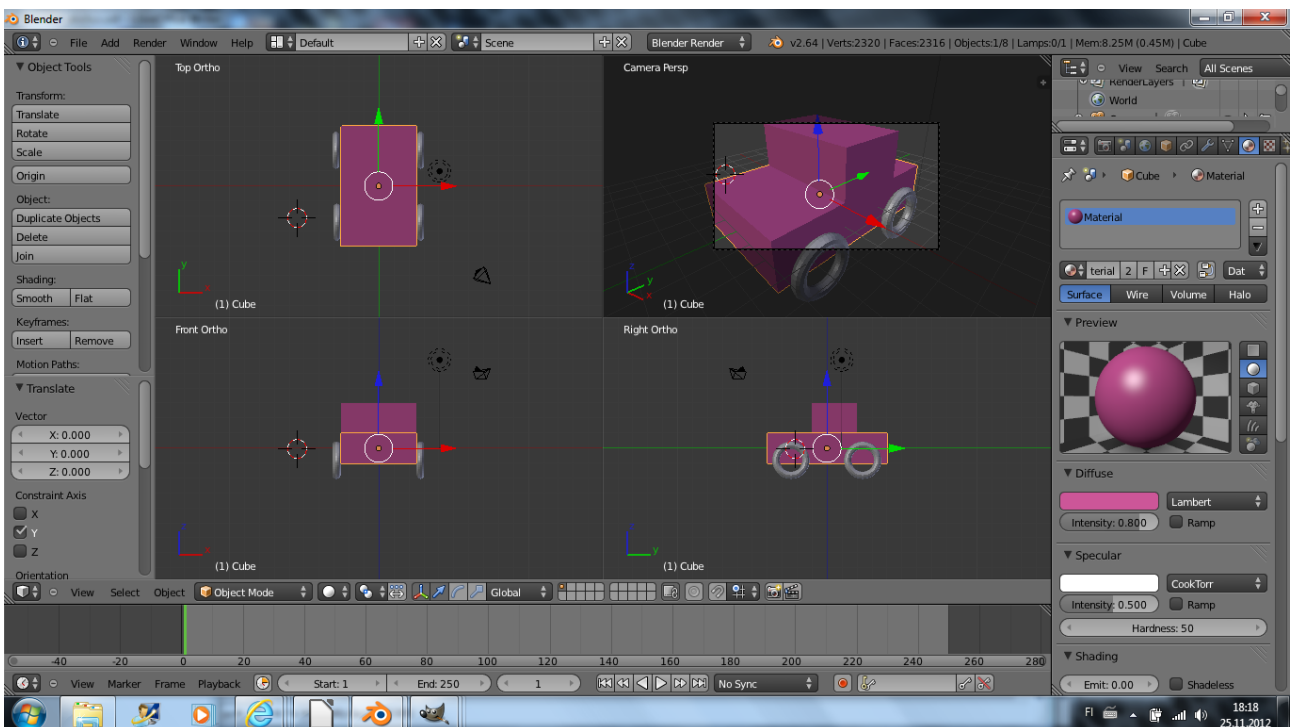 Blender
File Add Render Window Help Default Scene Blender Render v2.64 | Verts:2320 | Faces:2316 | Objects:1/8 | Lamps:0/1 | Mem:8.25M (0.45M) | Cube
Object Tools
Transform:
Translate
Rotate
Scale
Origin
Object:
Duplicate Objects
Delete
Join
Shading:
Smooth Flat
Keyframes:
Insert Remove
Motion Paths:
Translate
Vector
X: 0.000
Y: 0.000
Z: 0.000
Constraint Axis
X
Y
Z
Orientation
Top Ortho
y
x
(1) Cube
Camera Persp
z
y
x
(1) Cube
Front Ortho
z
x
(1) Cube
Right Ortho
z
y
(1) Cube
View Search All Scenes
RenderLayers |
World
Cube Material
Material
terial 2 F Dat
Surface Wire Volume Halo
Preview
Diffuse
Lambert
Intensity: 0.800 Ramp
Specular
CookTorr
Intensity: 0.500 Ramp
Hardness: 50
Shading
Emit: 0.00 Shadeless
View Select Object Object Mode Global
-40 -20 0 20 40 60 80 100 120 140 160 180 200 220 240 260 280
View Marker Frame Playback Start: 1 End: 250 1 No Sync
FI 18:18
25.11.2012